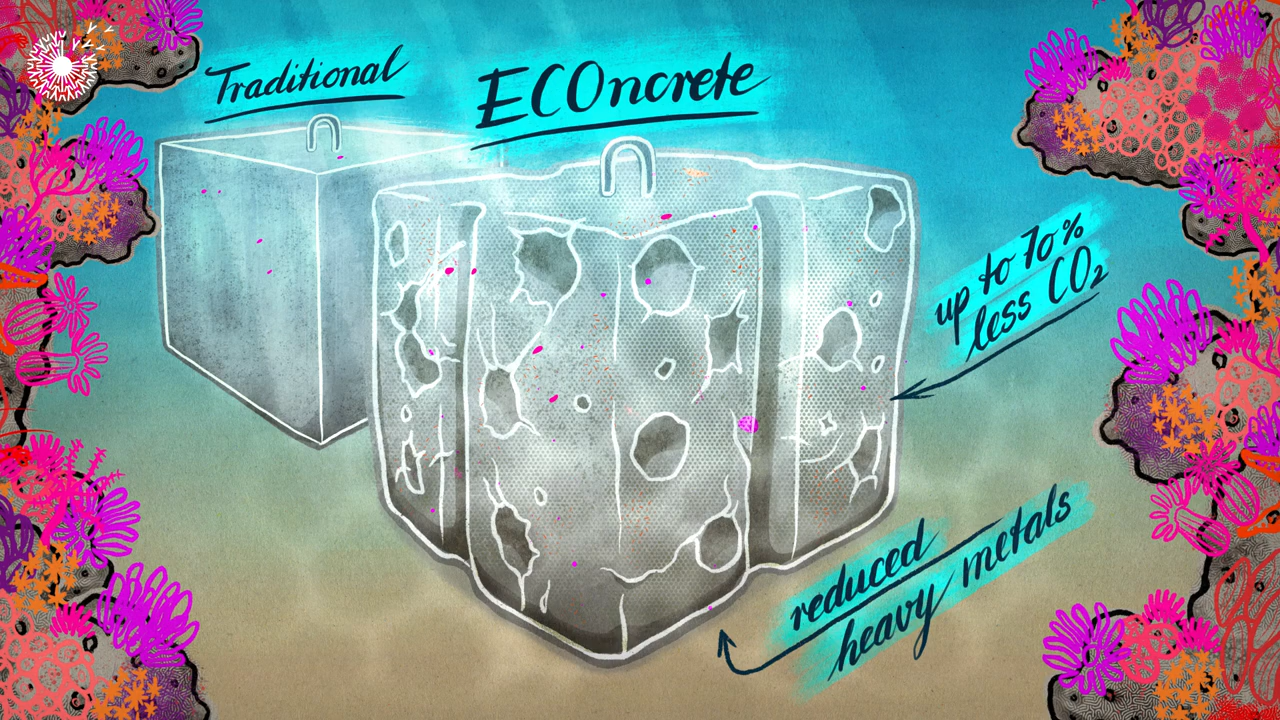 Traditional
ECOncrete
up to 70%
less CO₂
reduced
heavy metals